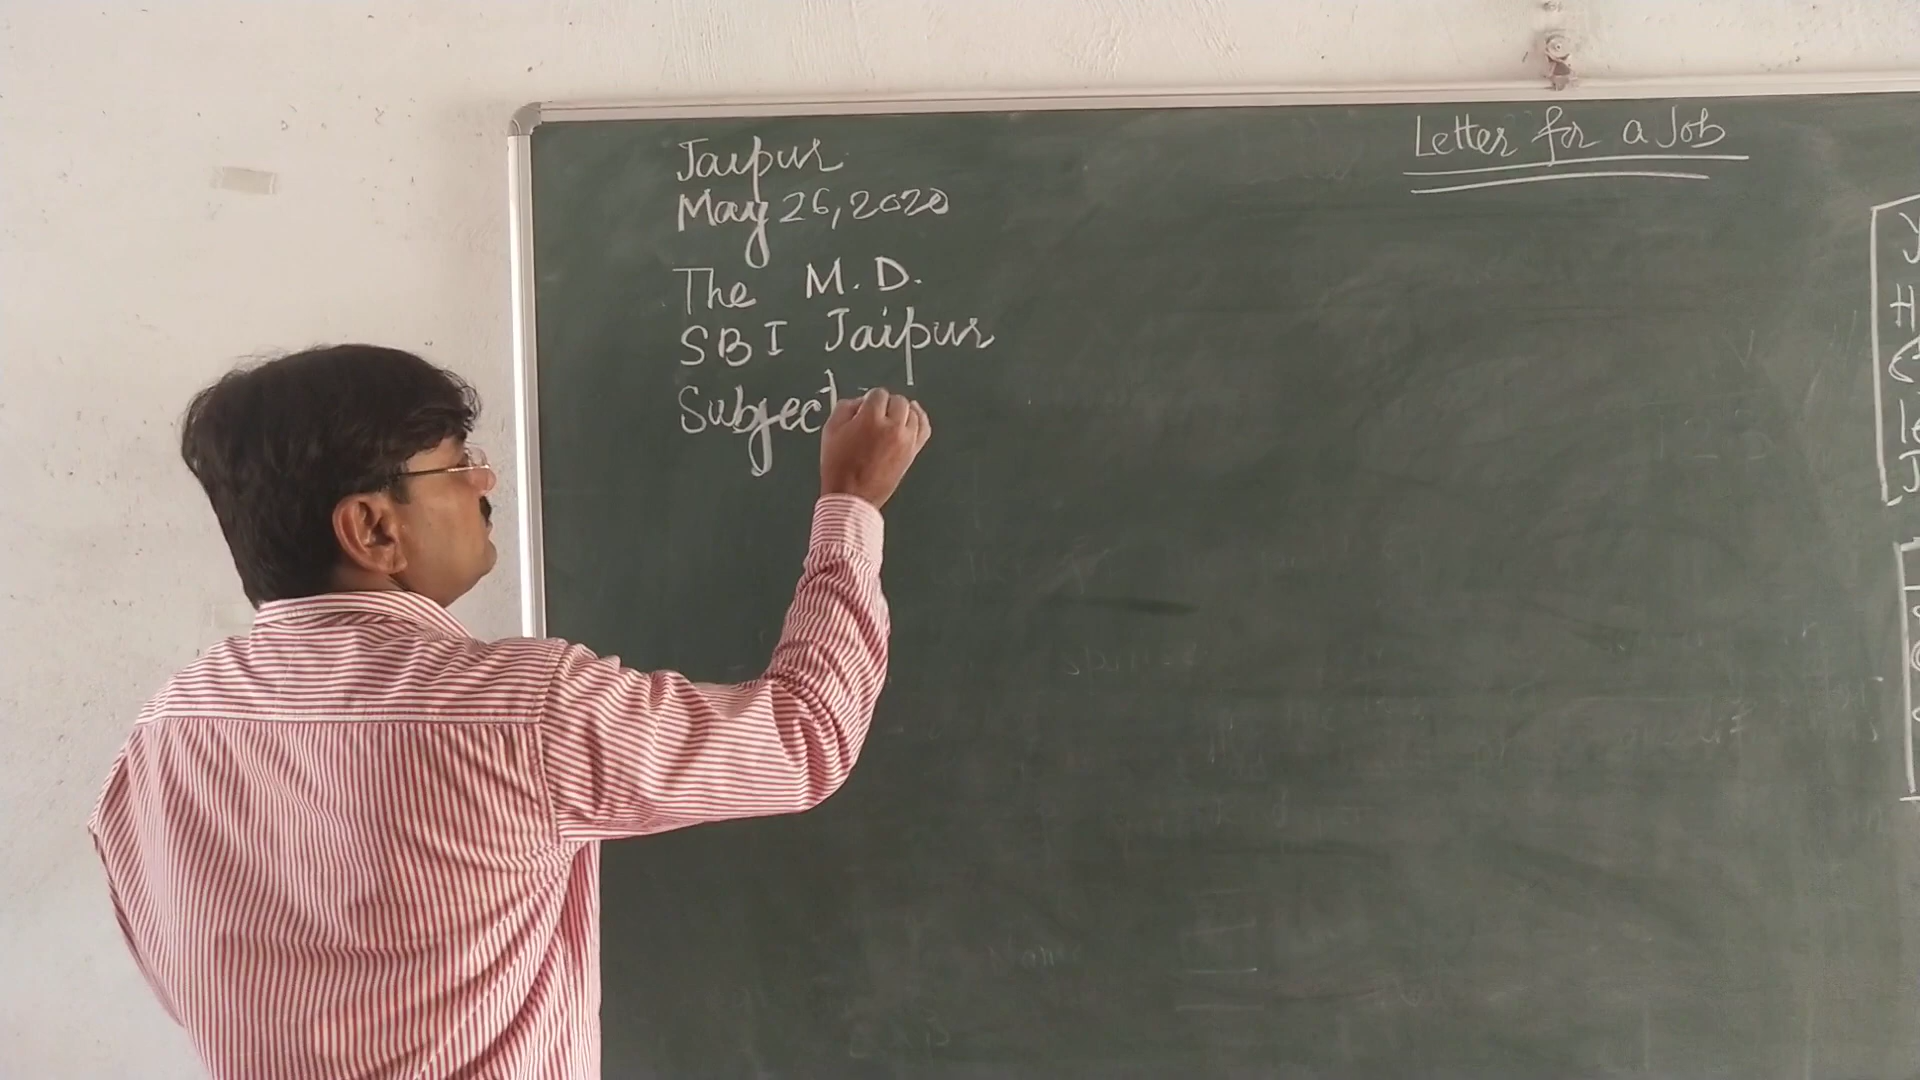 Letter for a Job
Jaipur
May 26, 2020
The M.D.
SBI Jaipur
Subject